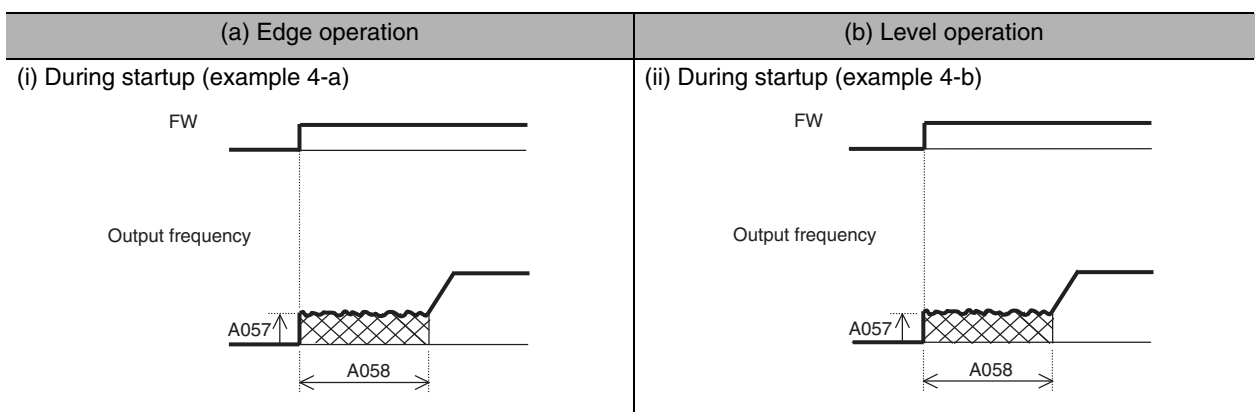 (a) Edge operation
(b) Level operation
(i) During startup (example 4-a)
FW
Output frequency
A057
A058
(ii) During startup (example 4-b)
FW
Output frequency
A057
A058